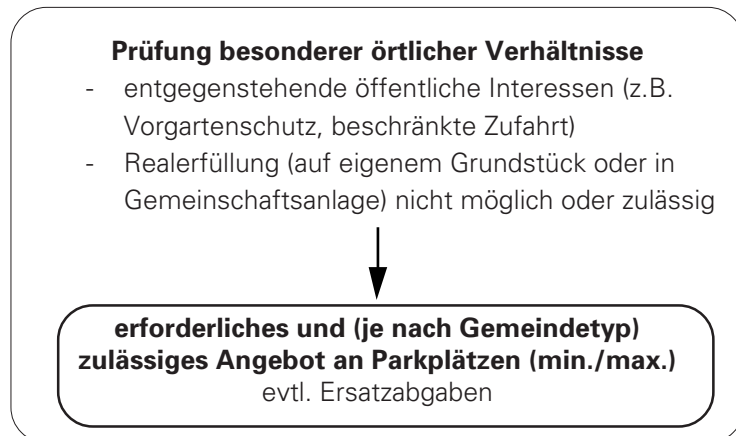 Prüfung besonderer örtlicher Verhältnisse
- entgegenstehende öffentliche Interessen (z.B.
Vorgartenschutz, beschränkte Zufahrt)
- Realerfüllung (auf eigenem Grundstück oder in
Gemeinschaftsanlage) nicht möglich oder zulässig
erforderliches und (je nach Gemeindetyp)
zulässiges Angebot an Parkplätzen (min./max.)
evtl. Ersatzabgaben